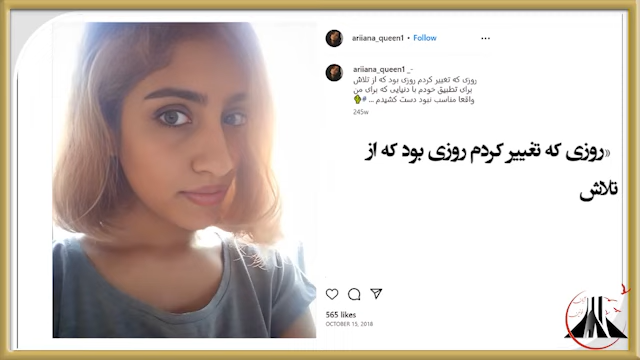 ariiana_queen1 • Follow
ariiana_queen1 _-
روزی که تغییر کردم روزی بود که از تلاش
برای تطبیق خودم با دنیایی که برای من
واقعا مناسب نبود دست کشیدم ... #
245w
«روزی که تغییر کردم روزی بود که از
تلاش
565 likes
OCTOBER 15, 2018